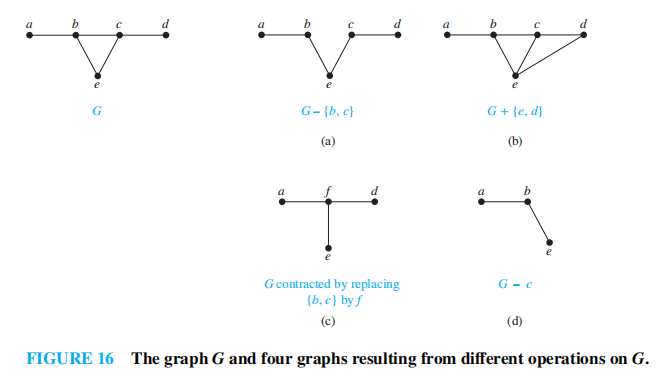 a b c d
e
G
a b c d
e
G – {b, c}
(a)
a b c d
e
G + {e, d}
(b)
a f d
e
G contracted by replacing
{b, c} by f
(c)
a b
e
G – c
(d)
FIGURE 16 The graph G and four graphs resulting from different operations on G.